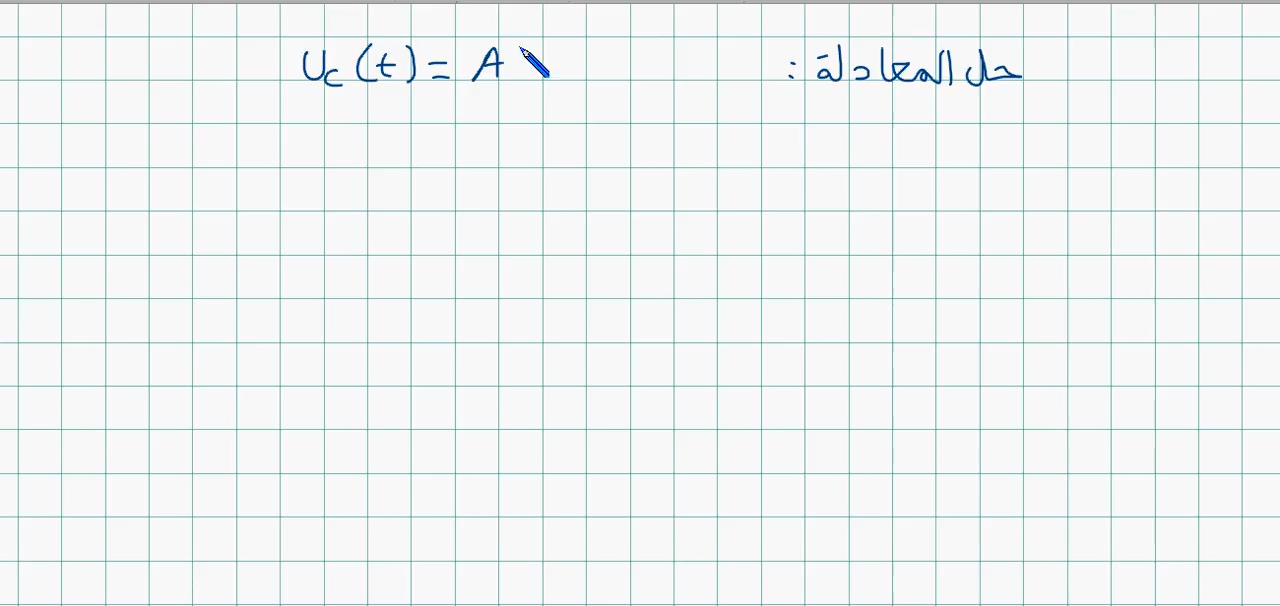 حل المعادلة : Uc(t) = A